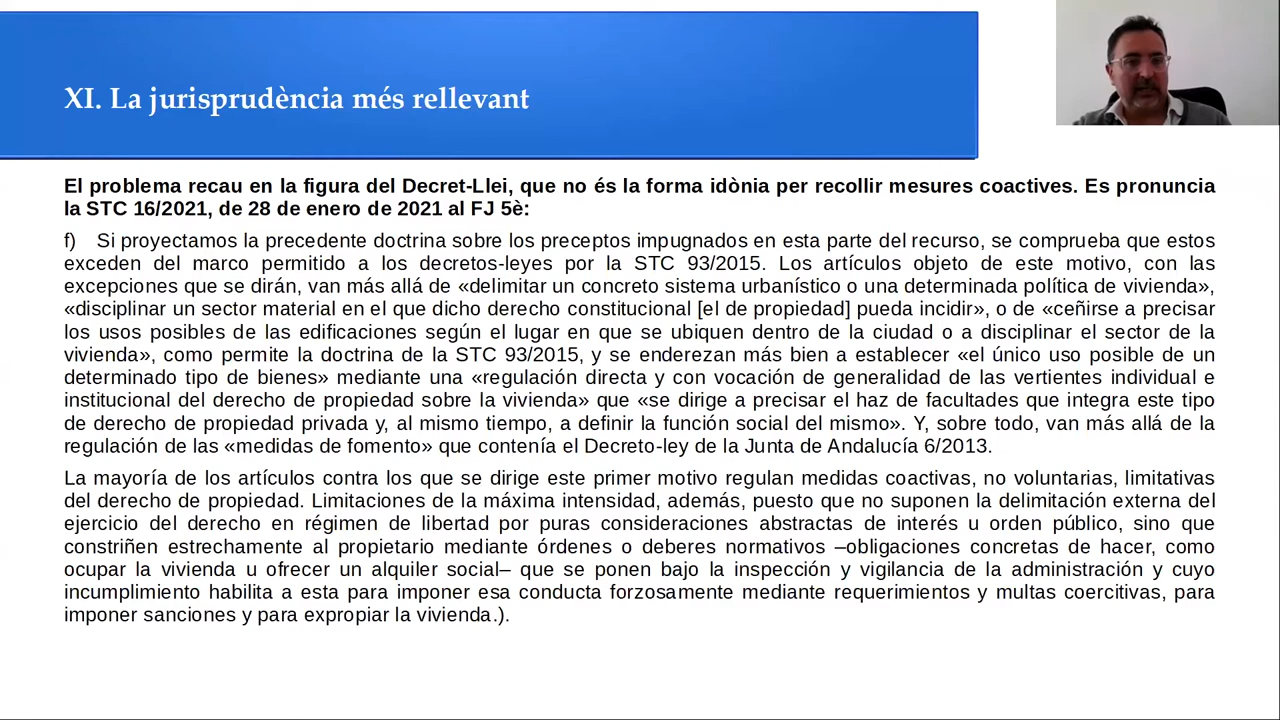 XI. La jurisprudència més rellevant
El problema recau en la figura del Decret-Llei, que no és la forma idònia per recollir mesures coactives. Es pronuncia
la STC 16/2021, de 28 de enero de 2021 al FJ 5è:
f) Si proyectamos la precedente doctrina sobre los preceptos impugnados en esta parte del recurso, se comprueba que estos
exceden del marco permitido a los decretos-leyes por la STC 93/2015. Los artículos objeto de este motivo, con las
excepciones que se dirán, van más allá de «delimitar un concreto sistema urbanístico o una determinada política de vivienda»,
«disciplinar un sector material en el que dicho derecho constitucional [el de propiedad] pueda incidir», o de «ceñirse a precisar
los usos posibles de las edificaciones según el lugar en que se ubiquen dentro de la ciudad o a disciplinar el sector de la
vivienda», como permite la doctrina de la STC 93/2015, y se enderezan más bien a establecer «el único uso posible de un
determinado tipo de bienes» mediante una «regulación directa y con vocación de generalidad de las vertientes individual e
institucional del derecho de propiedad sobre la vivienda» que «se dirige a precisar el haz de facultades que integra este tipo
de derecho de propiedad privada y, al mismo tiempo, a definir la función social del mismo». Y, sobre todo, van más allá de la
regulación de las «medidas de fomento» que contenía el Decreto-ley de la Junta de Andalucía 6/2013.
La mayoría de los artículos contra los que se dirige este primer motivo regulan medidas coactivas, no voluntarias, limitativas
del derecho de propiedad. Limitaciones de la máxima intensidad, además, puesto que no suponen la delimitación externa del
ejercicio del derecho en régimen de libertad por puras consideraciones abstractas de interés u orden público, sino que
constriñen estrechamente al propietario mediante órdenes o deberes normativos –obligaciones concretas de hacer, como
ocupar la vivienda u ofrecer un alquiler social– que se ponen bajo la inspección y vigilancia de la administración y cuyo
incumplimiento habilita a esta para imponer esa conducta forzosamente mediante requerimientos y multas coercitivas, para
imponer sanciones y para expropiar la vivienda.).